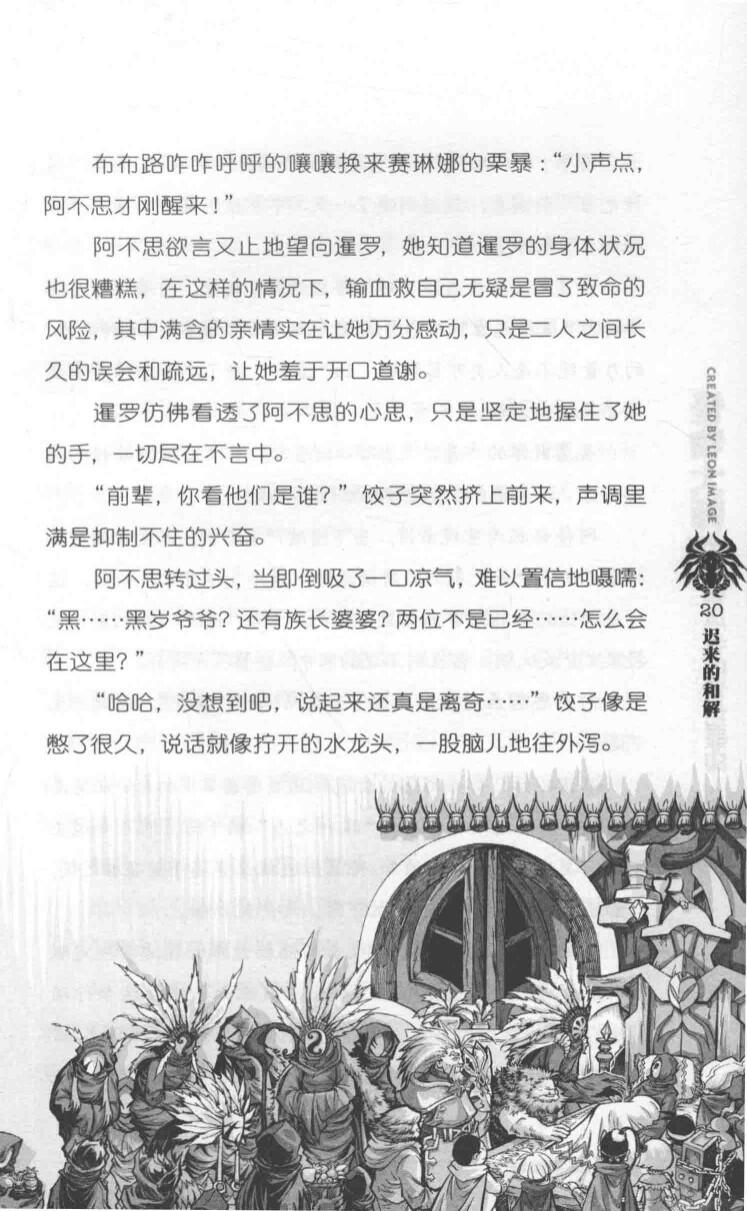 布布路咋咋呼呼的嚷嚷换来赛琳娜的栗暴：“小声点，
阿不思才刚醒来！”
阿不思欲言又止地望向暹罗，她知道暹罗的身体状况
也很糟糕，在这样的情况下，输血救自己无疑是冒了致命的
风险，其中满含的亲情实在让她万分感动，只是二人之间长
久的误会和疏远，让她羞于开口道谢。
暹罗仿佛看透了阿不思的心思，只是坚定地握住了她
的手，一切尽在不言中。
“前辈，你看他们是谁？”饺子突然挤上前来，声调里
满是抑制不住的兴奋。
阿不思转过头，当即倒吸了一口凉气，难以置信地嗫嚅：
“黑……黑岁爷爷？还有族长婆婆？两位不是已经……怎么会
在这里？”
“哈哈，没想到吧，说起来还真是离奇……”饺子像是
憋了很久，说话就像拧开的水龙头，一股脑儿地往外泻。
CREATED BY LEON IMAGE
20
迟来的和解